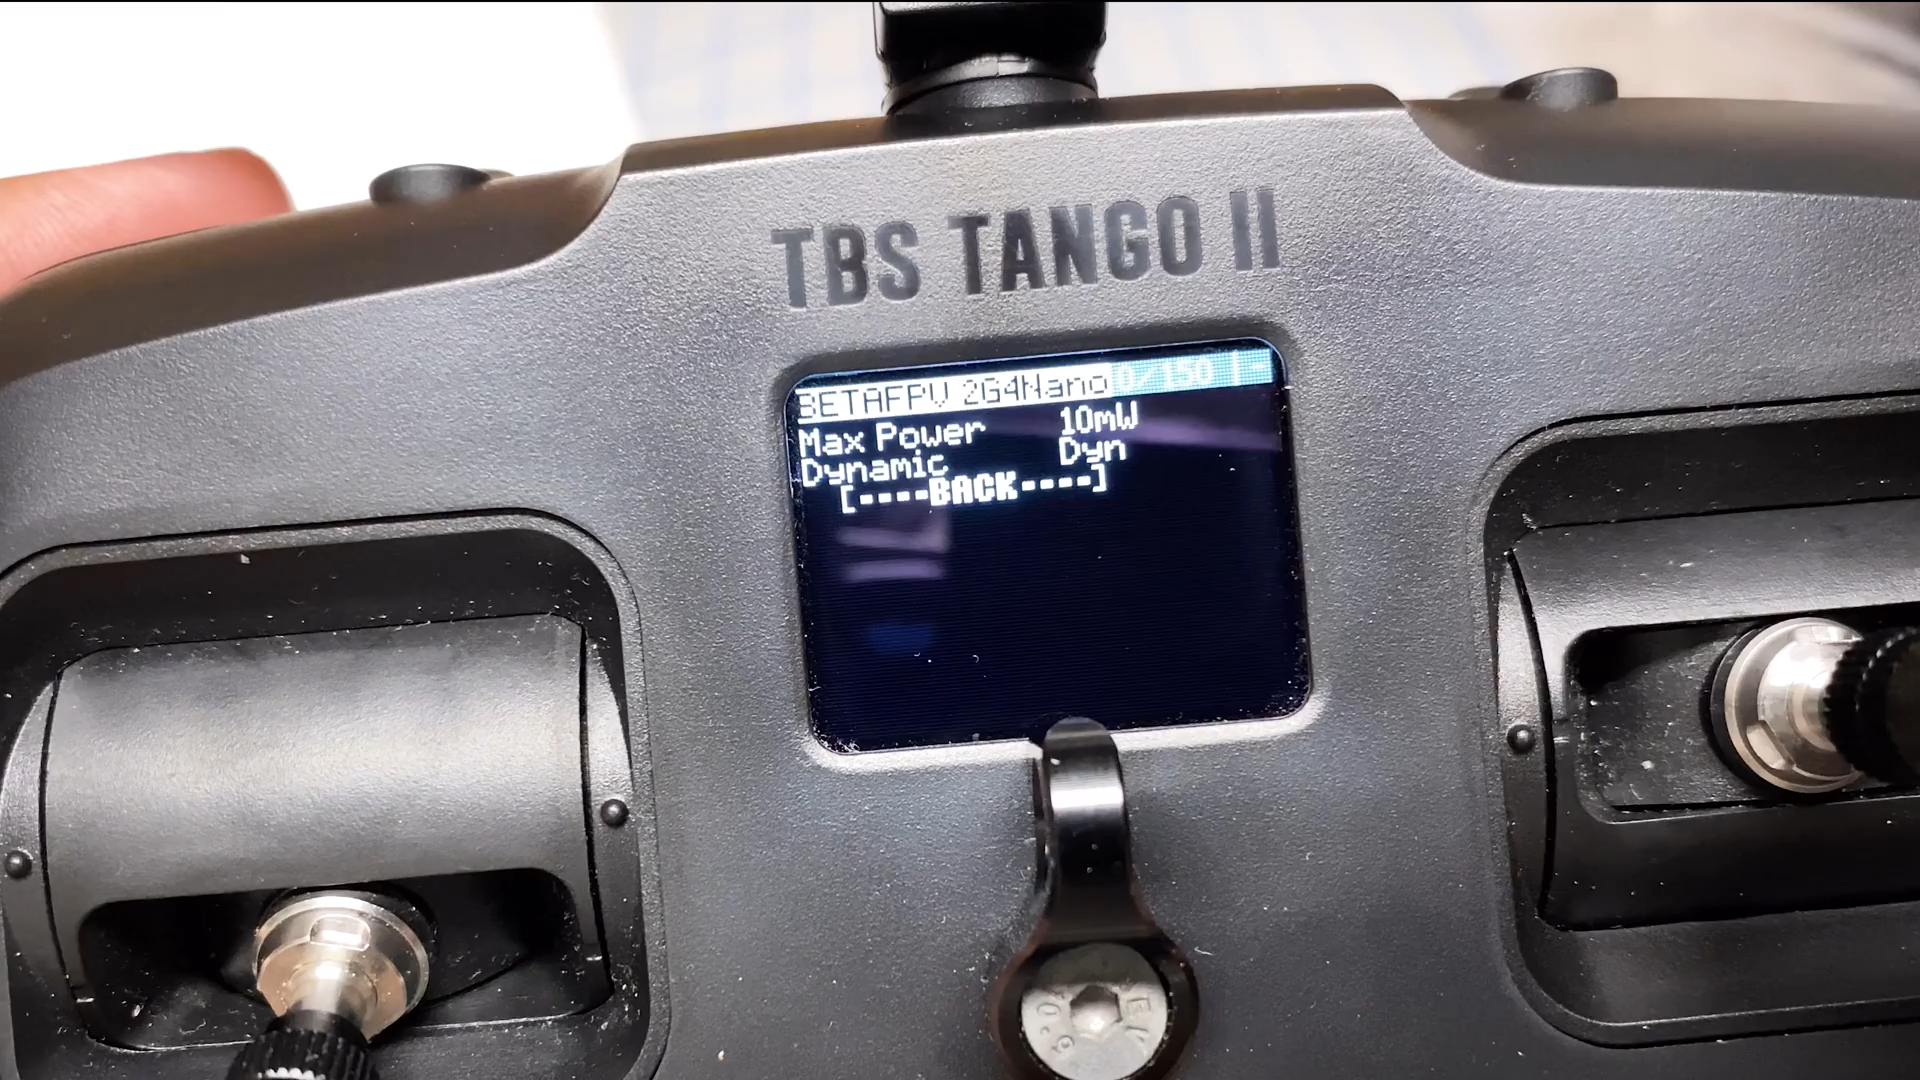 TBS TANGO II
BETAFPV 2G4Nano 0/150 | -
Max Power 10mW
Dynamic Dyn
[----BACK----]